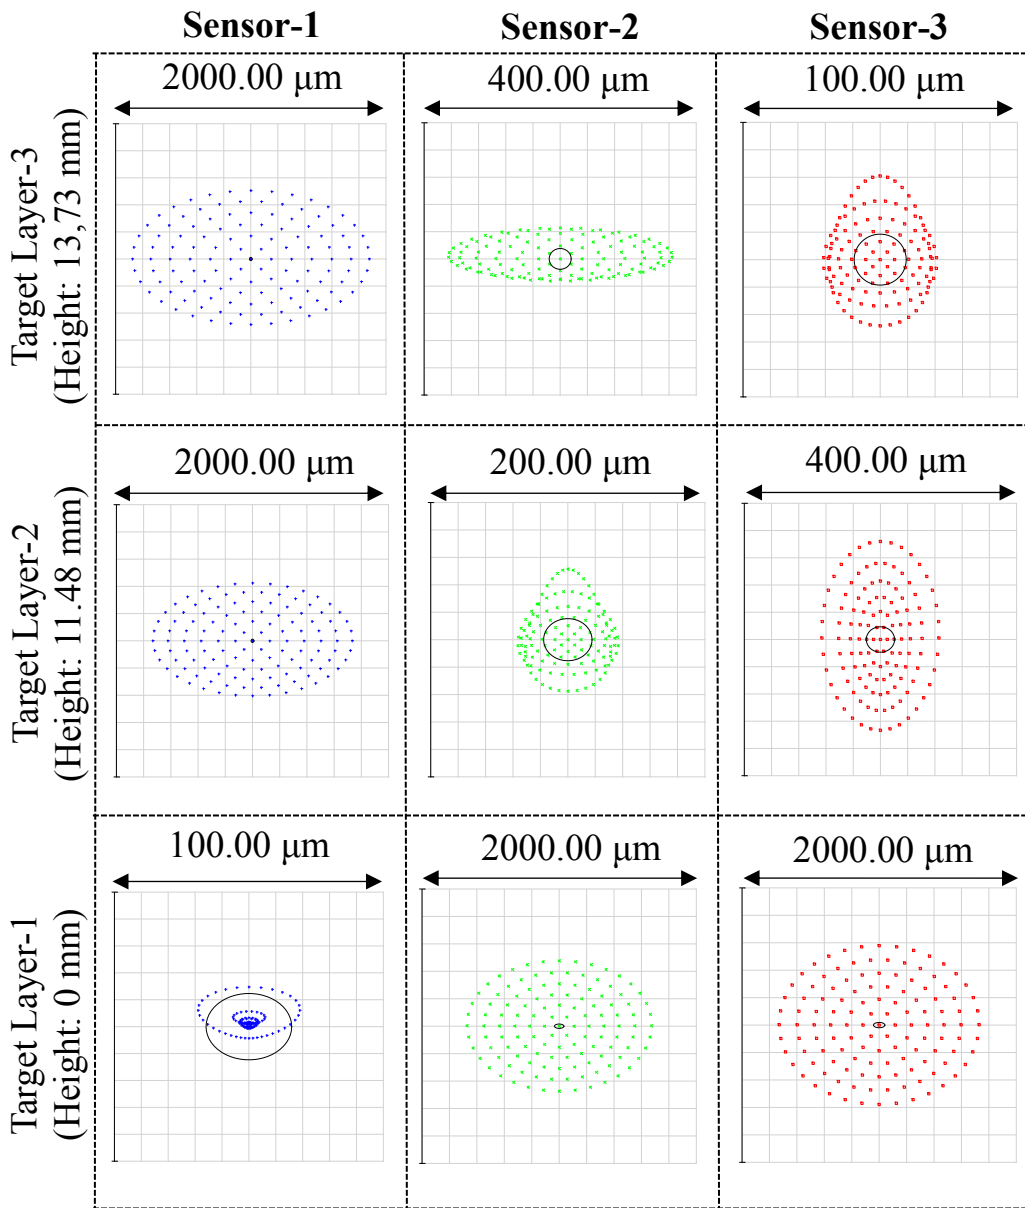 Sensor-1 Sensor-2 Sensor-3
2000.00 μm 400.00 μm 100.00 μm
Target Layer-3
(Height: 13,73 mm)
2000.00 μm 200.00 μm 400.00 μm
Target Layer-2
(Height: 11.48 mm)
100.00 μm 2000.00 μm 2000.00 μm
Target Layer-1
(Height: 0 mm)